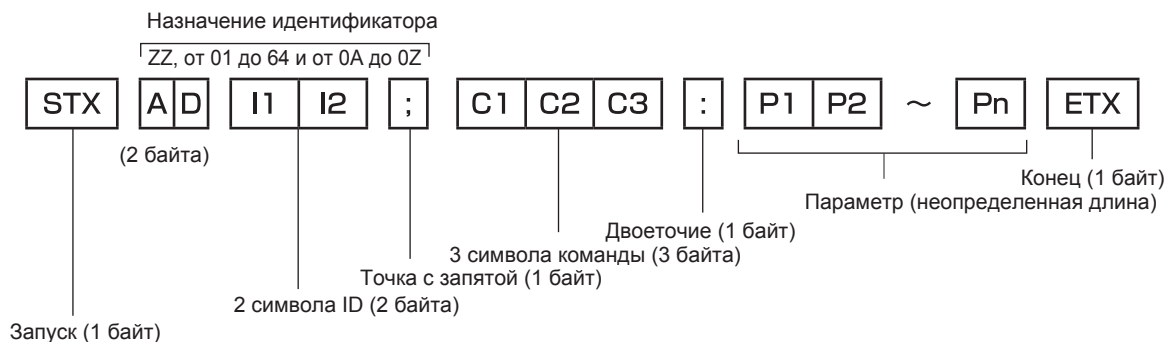 Назначение идентификатора
ZZ, от 01 до 64 и от 0A до 0Z
STX A D I1 I2 ; C1 C2 C3 : P1 P2 ～ Pn ETX
(2 байта)
Конец (1 байт)
Параметр (неопределенная длина)
Двоеточие (1 байт)
3 символа команды (3 байта)
Точка с запятой (1 байт)
2 символа ID (2 байта)
Запуск (1 байт)